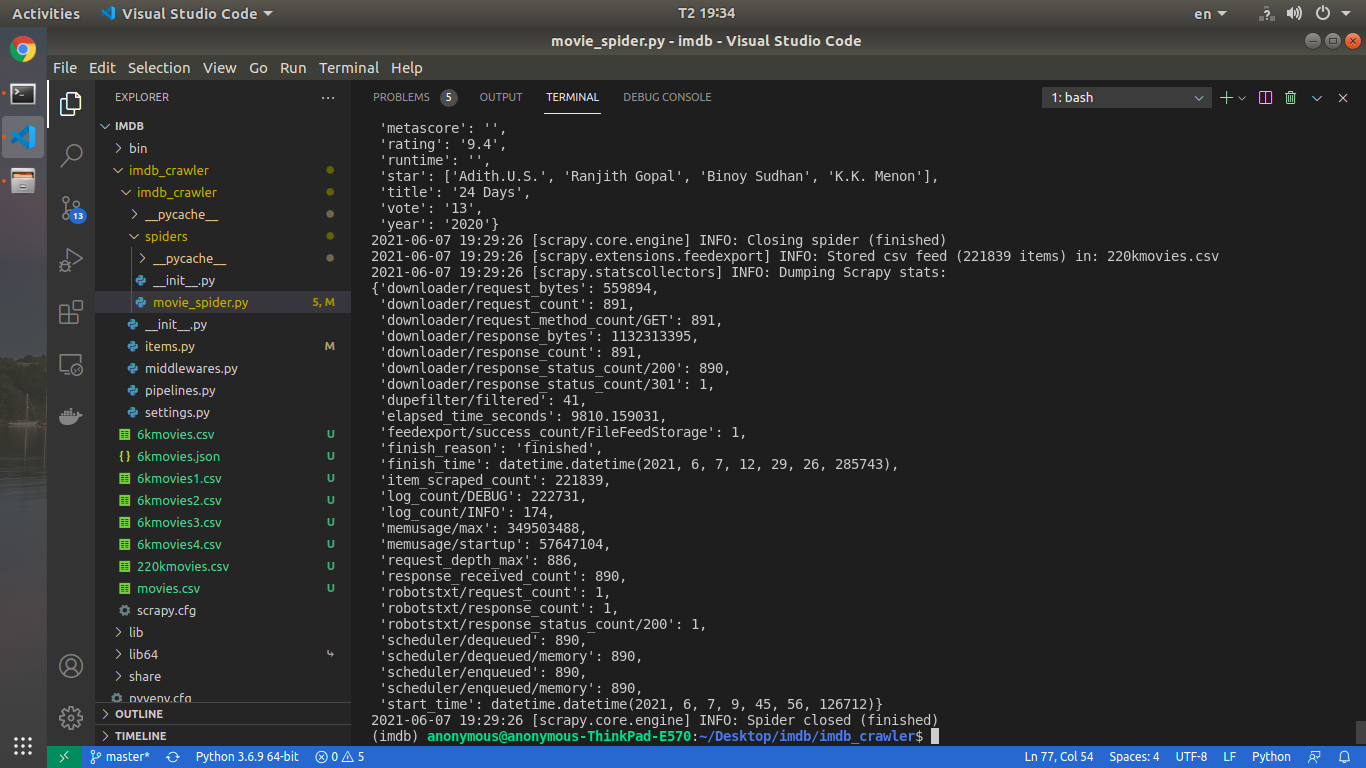 Activities
Visual Studio Code
T2 19:34
en
movie_spider.py - imdb - Visual Studio Code
File Edit Selection View Go Run Terminal Help
EXPLORER
IMDB
bin
imdb_crawler
imdb_crawler
__pycache__
spiders
__pycache__
__init__.py
movie_spider.py 5, M
__init__.py
items.py M
middlewares.py
pipelines.py
settings.py
6kmovies.csv U
6kmovies.json U
6kmovies1.csv U
6kmovies2.csv U
6kmovies3.csv U
6kmovies4.csv U
220kmovies.csv U
movies.csv U
scrapy.cfg
lib
lib64
share
pyvenv.cfg
OUTLINE
TIMELINE
13
PROBLEMS 5 OUTPUT TERMINAL DEBUG CONSOLE
1: bash
'metascore': '',
'rating': '9.4',
'runtime': '',
'star': ['Adith.U.S.', 'Ranjith Gopal', 'Binoy Sudhan', 'K.K. Menon'],
'title': '24 Days',
'vote': '13',
'year': '2020'}
2021-06-07 19:29:26 [scrapy.core.engine] INFO: Closing spider (finished)
2021-06-07 19:29:26 [scrapy.extensions.feedexport] INFO: Stored csv feed (221839 items) in: 220kmovies.csv
2021-06-07 19:29:26 [scrapy.statscollectors] INFO: Dumping Scrapy stats:
{'downloader/request_bytes': 559894,
'downloader/request_count': 891,
'downloader/request_method_count/GET': 891,
'downloader/response_bytes': 1132313395,
'downloader/response_count': 891,
'downloader/response_status_count/200': 890,
'downloader/response_status_count/301': 1,
'dupefilter/filtered': 41,
'elapsed_time_seconds': 9810.159031,
'feedexport/success_count/FileFeedStorage': 1,
'finish_reason': 'finished',
'finish_time': datetime.datetime(2021, 6, 7, 12, 29, 26, 285743),
'item_scraped_count': 221839,
'log_count/DEBUG': 222731,
'log_count/INFO': 174,
'memusage/max': 349503488,
'memusage/startup': 57647104,
'request_depth_max': 886,
'response_received_count': 890,
'robotstxt/request_count': 1,
'robotstxt/response_count': 1,
'robotstxt/response_status_count/200': 1,
'scheduler/dequeued': 890,
'scheduler/dequeued/memory': 890,
'scheduler/enqueued': 890,
'scheduler/enqueued/memory': 890,
'start_time': datetime.datetime(2021, 6, 7, 9, 45, 56, 126712)}
2021-06-07 19:29:26 [scrapy.core.engine] INFO: Spider closed (finished)
(imdb) anonymous@anonymous-ThinkPad-E570:~/Desktop/imdb/imdb_crawler$
master* Python 3.6.9 64-bit 0 5 Ln 77, Col 54 Spaces: 4 UTF-8 LF Python